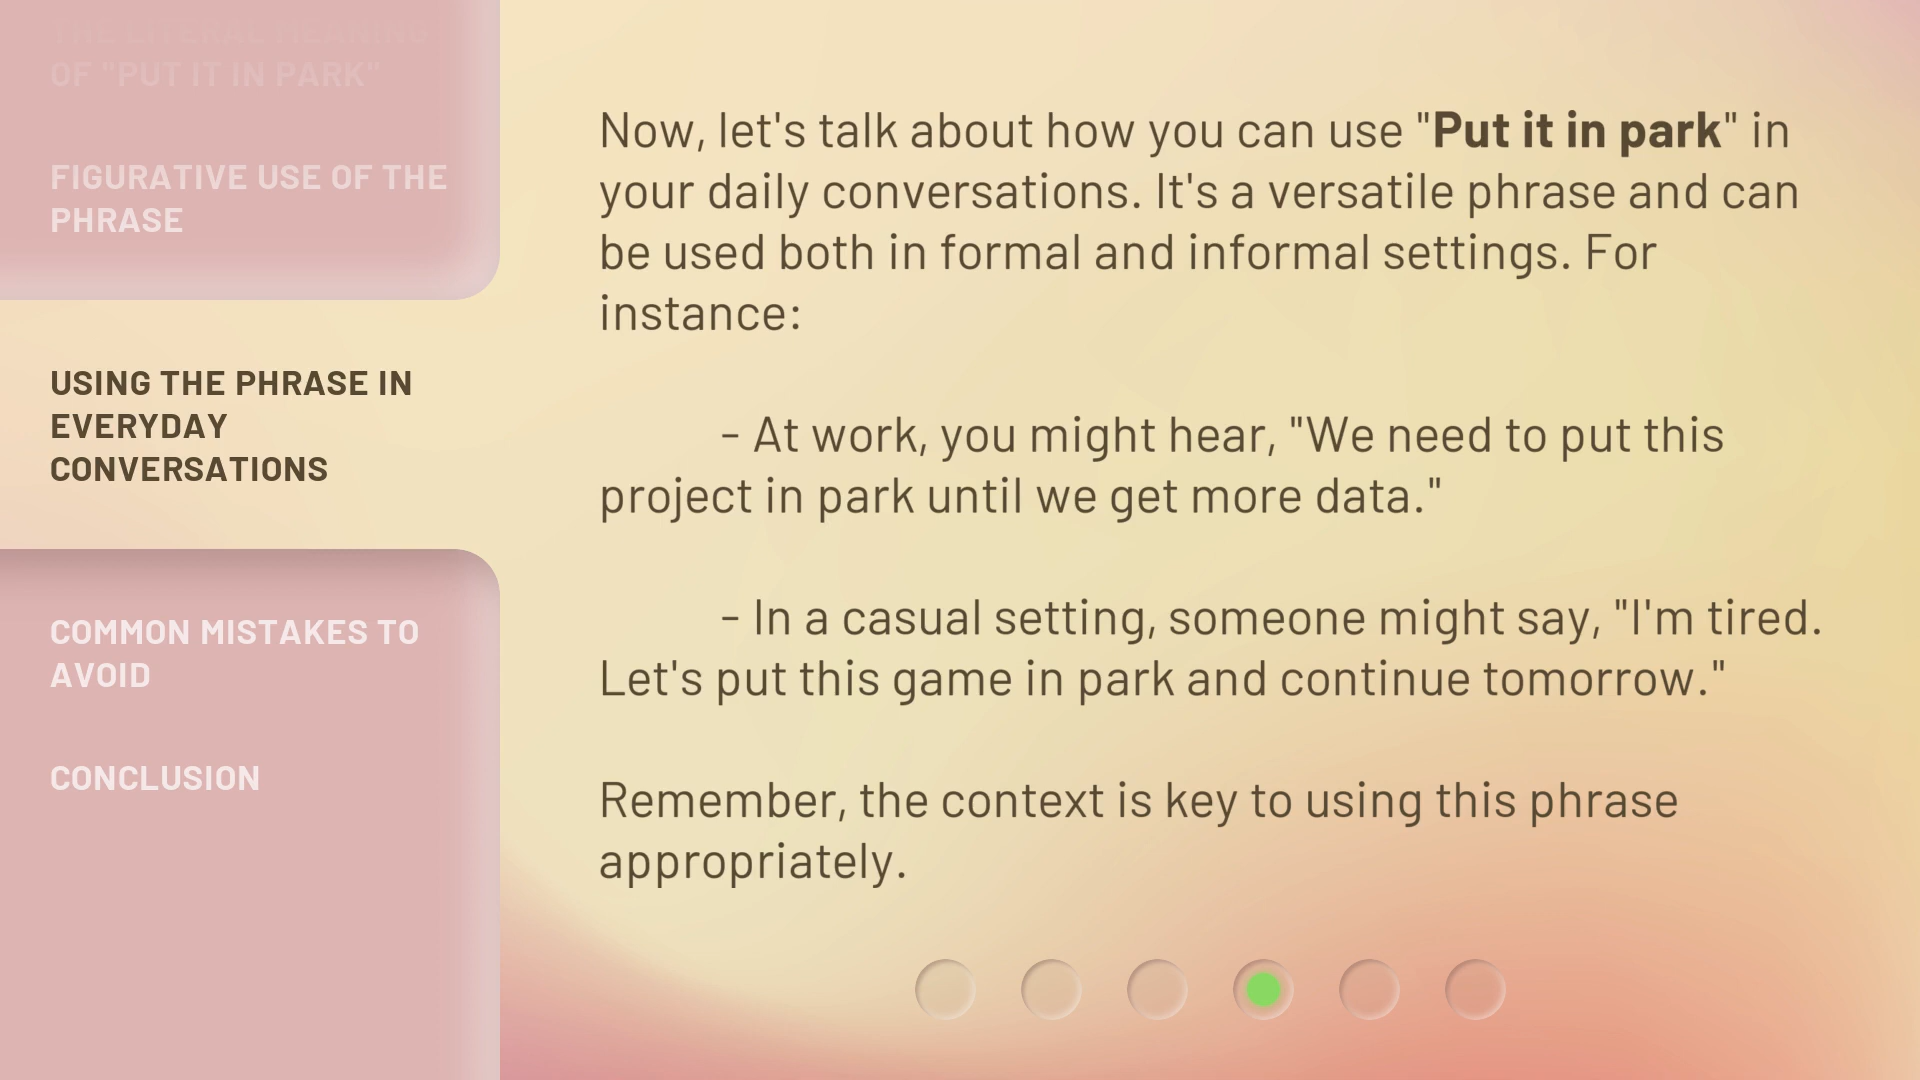 THE LITERAL MEANING
OF "PUT IT IN PARK"
FIGURATIVE USE OF THE
PHRASE
USING THE PHRASE IN
EVERYDAY
CONVERSATIONS
COMMON MISTAKES TO
AVOID
CONCLUSION
Now, let's talk about how you can use "Put it in park" in
your daily conversations. It's a versatile phrase and can
be used both in formal and informal settings. For
instance:
- At work, you might hear, "We need to put this
project in park until we get more data."
- In a casual setting, someone might say, "I'm tired.
Let's put this game in park and continue tomorrow."
Remember, the context is key to using this phrase
appropriately.